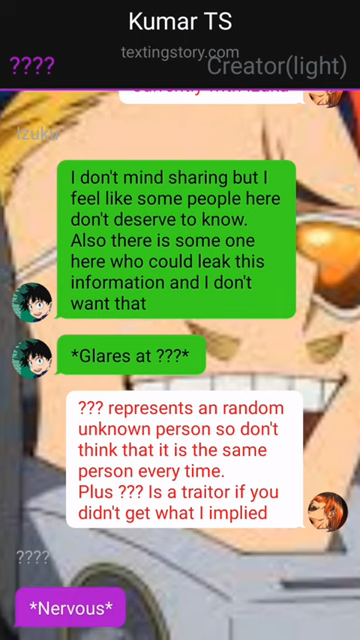 Kumar TS
textingstory.com
????
Creator(light)
Currently with Izuku
Izuku
I don't mind sharing but I
feel like some people here
don't deserve to know.
Also there is some one
here who could leak this
information and I don't
want that
*Glares at ???*
??? represents an random
unknown person so don't
think that it is the same
person every time.
Plus ??? Is a traitor if you
didn't get what I implied
????
*Nervous*